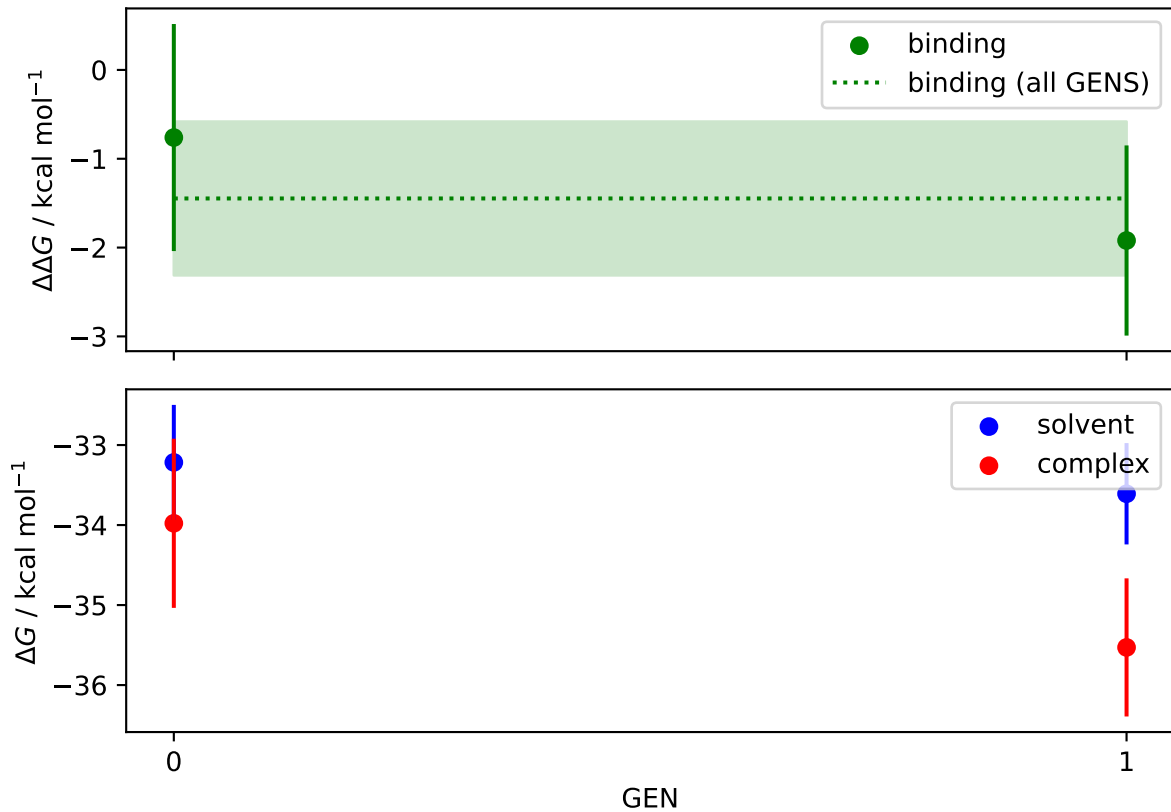 binding
binding (all GENS)
0
−1
−2
−3
ΔΔG / kcal mol⁻¹
solvent
complex
−33
−34
−35
−36
ΔG / kcal mol⁻¹
0 1
GEN